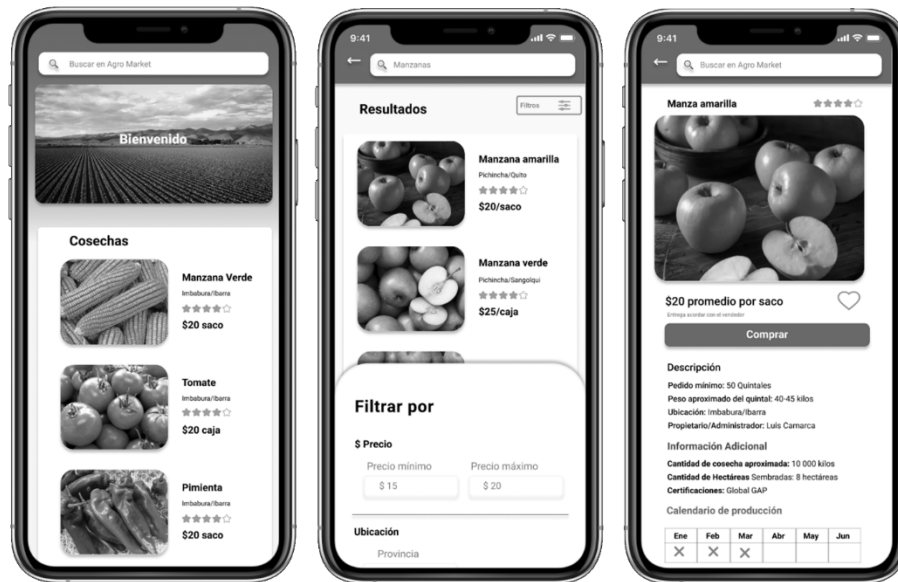 Buscar en Agro Market
Bienvenido
Cosechas
Manzana Verde
Imbabura/Ibarra
$20 saco
Tomate
Imbabura/Ibarra
$20 caja
Pimienta
Imbabura/Ibarra
$20 saco
9:41
Manzanas
Resultados
Filtros
Manzana amarilla
Pichincha/Quito
$20/saco
Manzana verde
Pichincha/Sangolqui
$25/caja
Filtrar por
$ Precio
Precio mínimo
Precio máximo
$ 15
$ 20
Ubicación
Provincia
9:41
Buscar en Agro Market
Manza amarilla
$20 promedio por saco
Entrega acordar con el vendedor
Comprar
Descripción
Pedido mínimo: 50 Quintales
Peso aproximado del quintal: 40-45 kilos
Ubicación: Imbabura/Ibarra
Propietario/Administrador: Luis Camarca
Información Adicional
Cantidad de cosecha aproximada: 10 000 kilos
Cantidad de Hectáreas Sembradas: 8 hectáreas
Certificaciones: Global GAP
Calendario de producción
Ene Feb Mar Abr May Jun